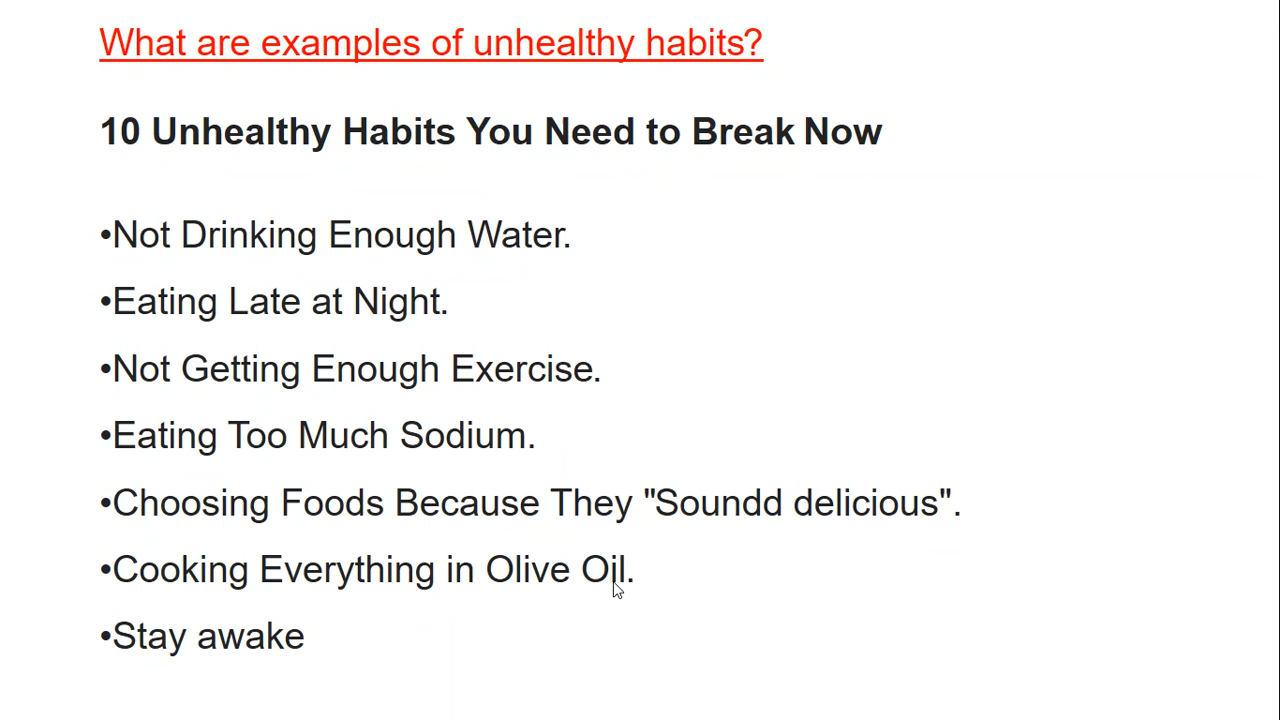 What are examples of unhealthy habits?
10 Unhealthy Habits You Need to Break Now
•Not Drinking Enough Water.
•Eating Late at Night.
•Not Getting Enough Exercise.
•Eating Too Much Sodium.
•Choosing Foods Because They "Soundd delicious".
•Cooking Everything in Olive Oil.
•Stay awake